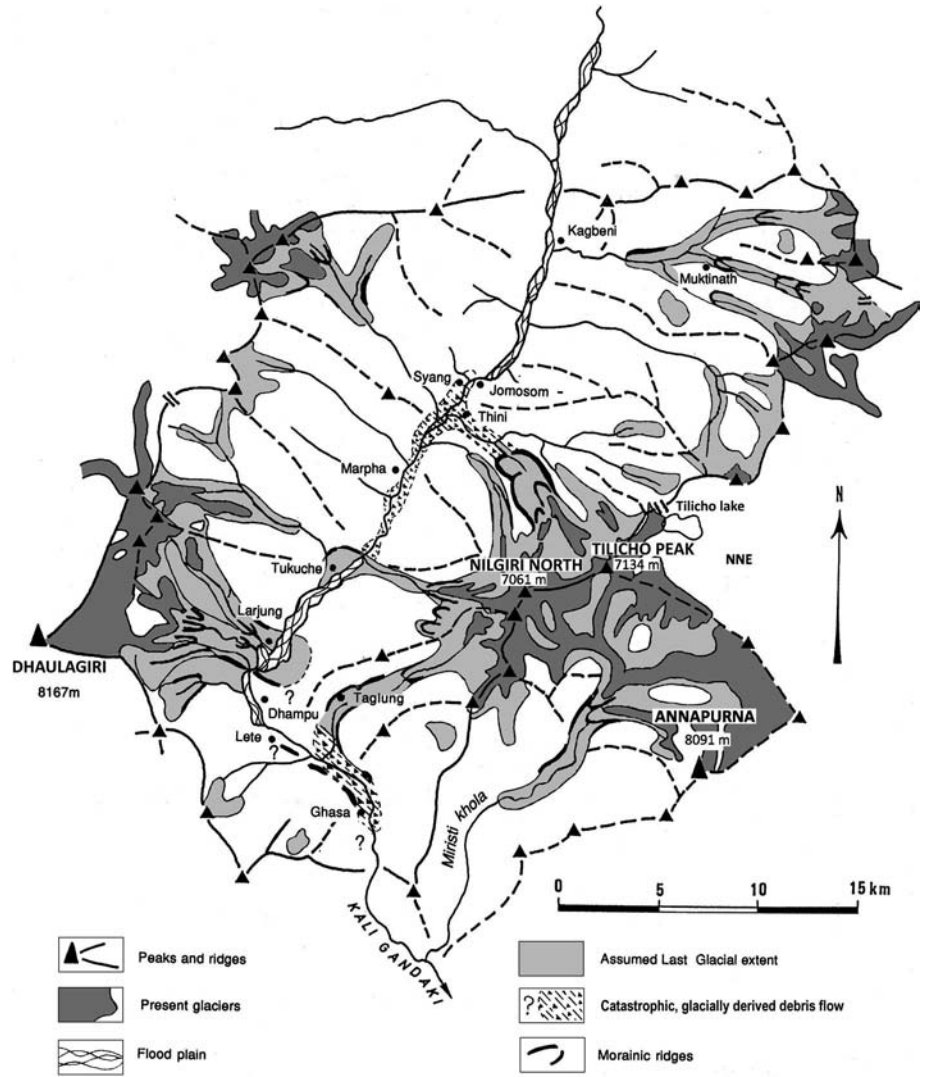 Kagbeni
Muktinath
Syang
Jomosom
Thini
Marpha
Tilicho lake
N
TILICHO PEAK
7134 m
NNE
NILGIRI NORTH
7061 m
Tukuche
Larjung
DHAULAGIRI
8167m
?
Taglung
Dhampu
ANNAPURNA
8091 m
Lete
?
Ghasa
?
Miristi khola
KALI GANDAKI
0 5 10 15 km
Peaks and ridges
Present glaciers
Flood plain
Assumed Last Glacial extent
? Catastrophic, glacially derived debris flow
Morainic ridges